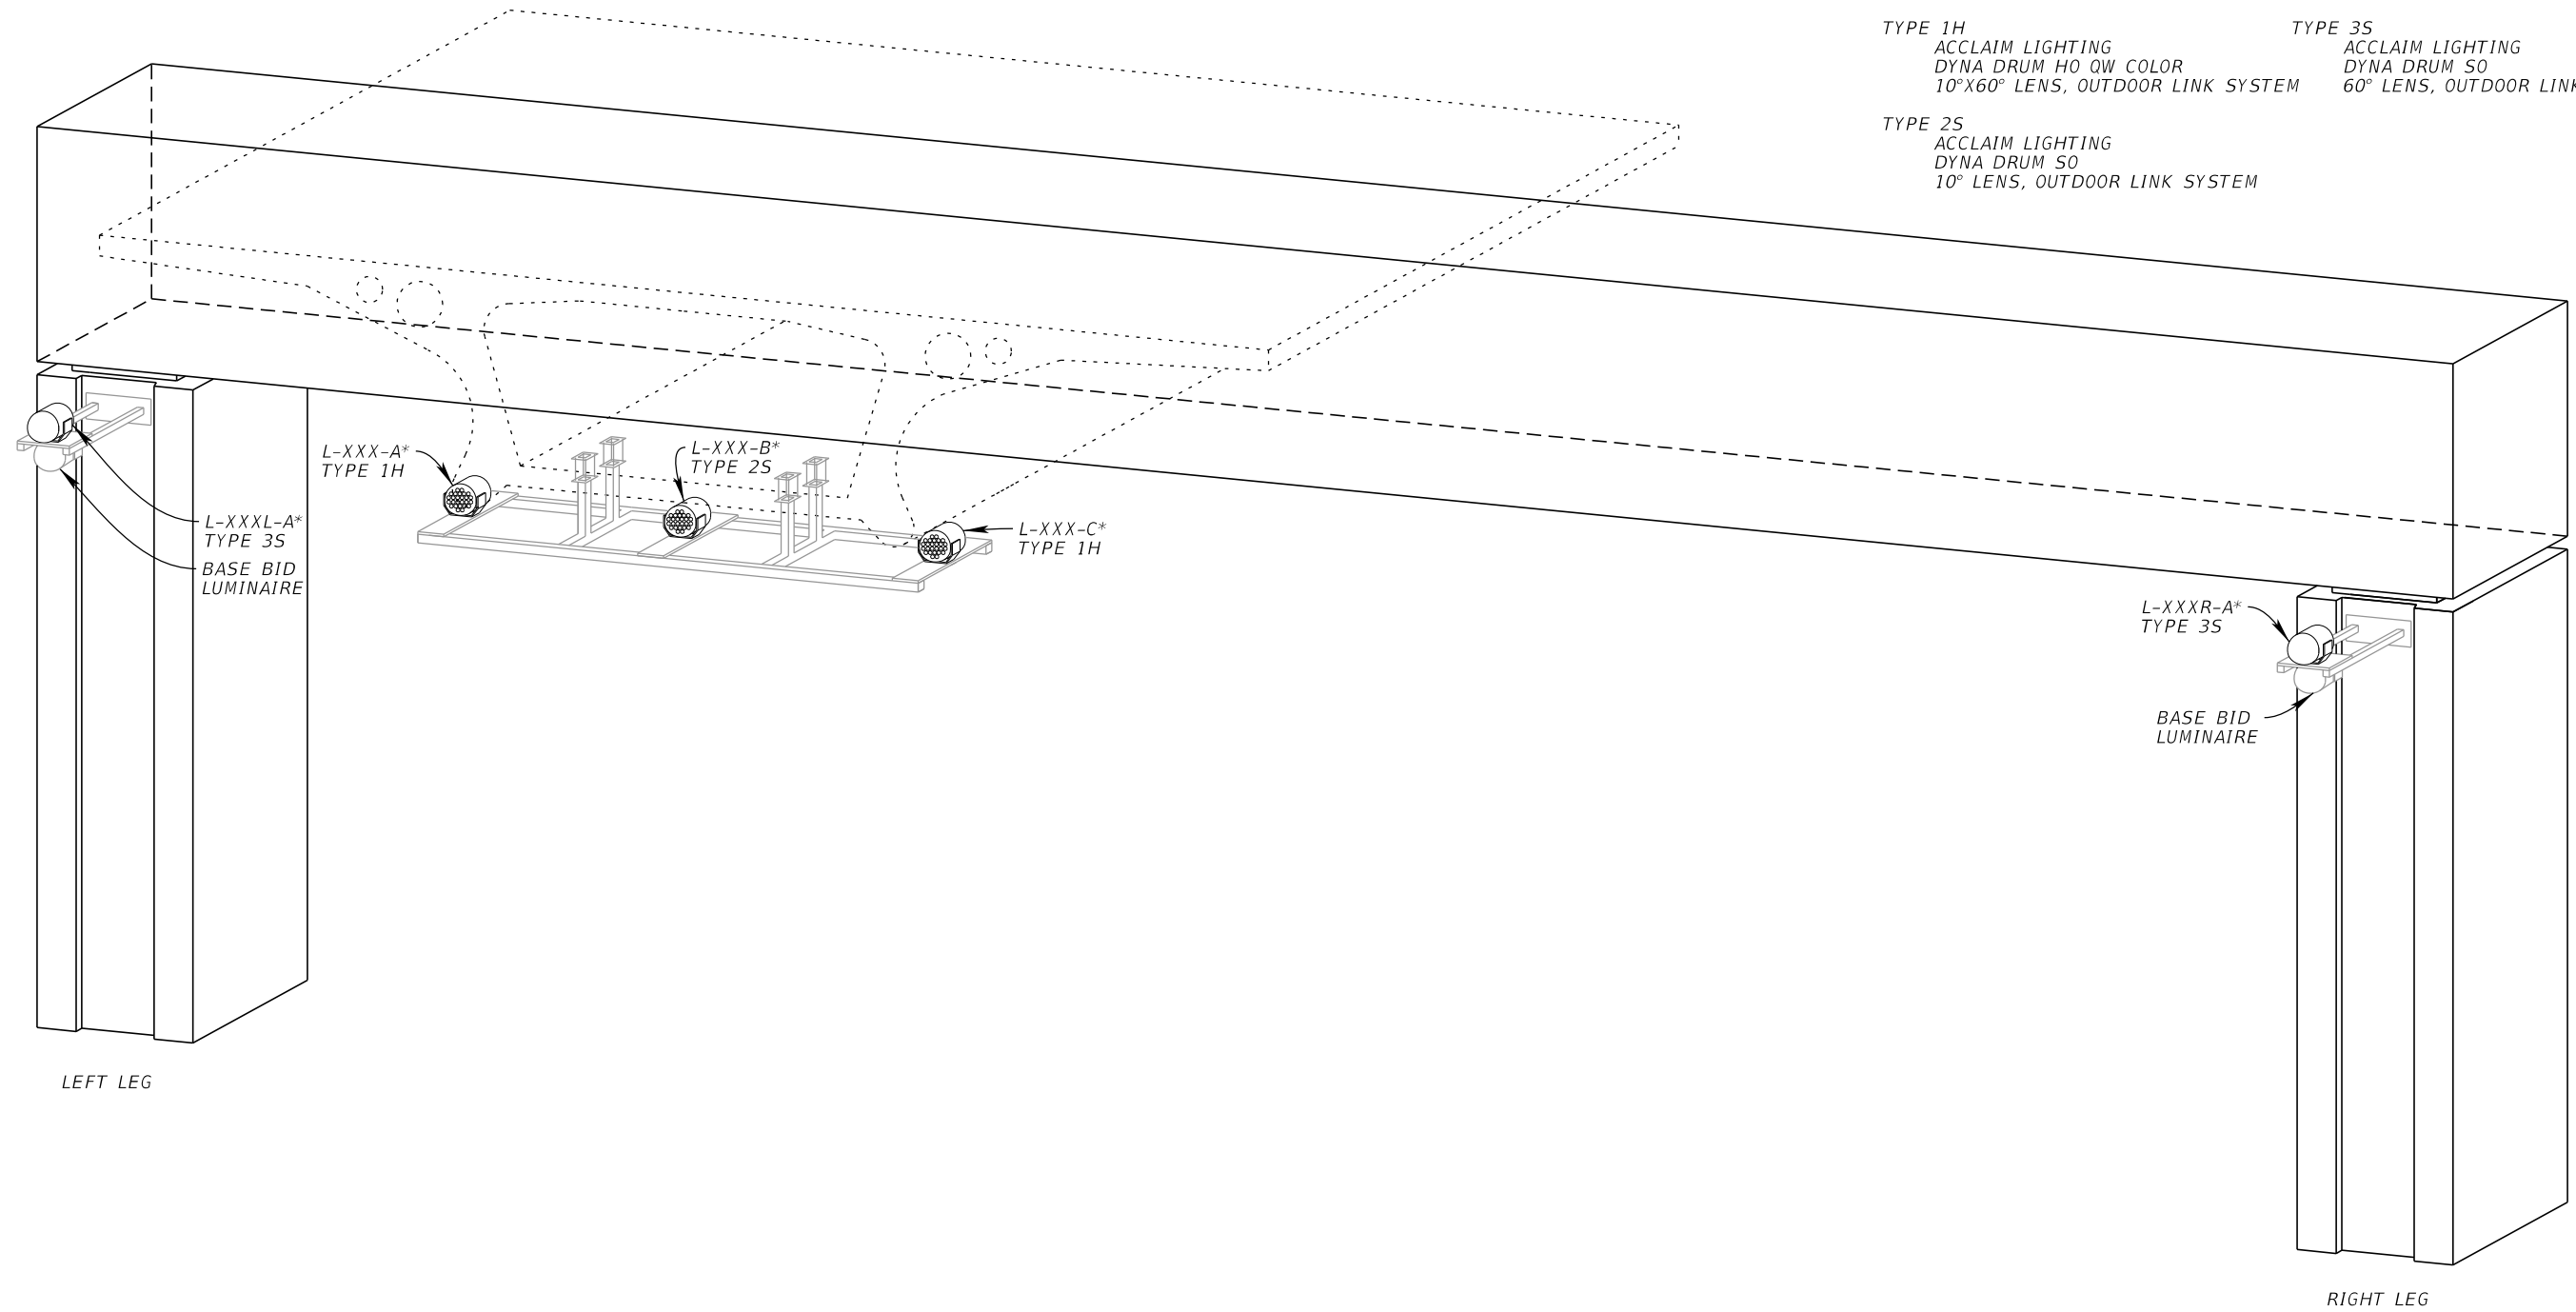 TYPE 1H
ACCLAIM LIGHTING
DYNA DRUM HO QW COLOR
10°X60° LENS, OUTDOOR LINK SYSTEM
TYPE 2S
ACCLAIM LIGHTING
DYNA DRUM SO
10° LENS, OUTDOOR LINK SYSTEM
TYPE 3S
ACCLAIM LIGHTING
DYNA DRUM SO
60° LENS, OUTDOOR LINK
L-XXX-A*
TYPE 1H
L-XXX-B*
TYPE 2S
L-XXXL-A*
TYPE 3S
BASE BID
LUMINAIRE
L-XXX-C*
TYPE 1H
L-XXXR-A*
TYPE 3S
BASE BID
LUMINAIRE
LEFT LEG
RIGHT LEG